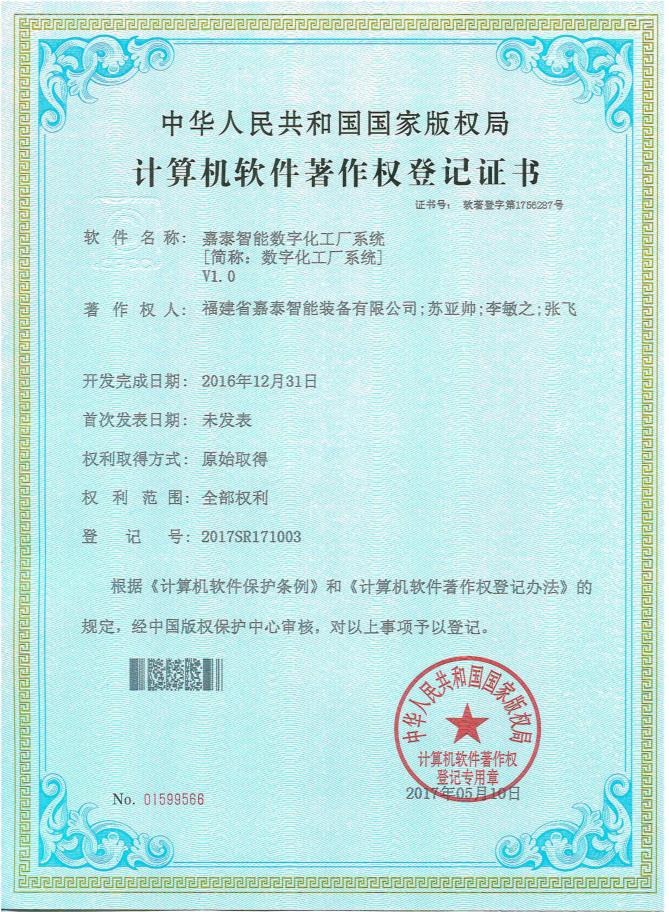 中华人民共和国国家版权局
计算机软件著作权登记证书
证书号： 软著登字第1756287号
软件名称： 嘉泰智能数字化工厂系统
[简称：数字化工厂系统]
V1.0
著作权人： 福建省嘉泰智能装备有限公司;苏亚帅;李敏之;张飞
开发完成日期： 2016年12月31日
首次发表日期： 未发表
权利取得方式： 原始取得
权利范围： 全部权利
登记号： 2017SR171003
根据《计算机软件保护条例》和《计算机软件著作权登记办法》的
规定，经中国版权保护中心审核，对以上事项予以登记。
中华人民共和国国家版权局
计算机软件著作权
登记专用章
2017年05月10日
No. 01599566